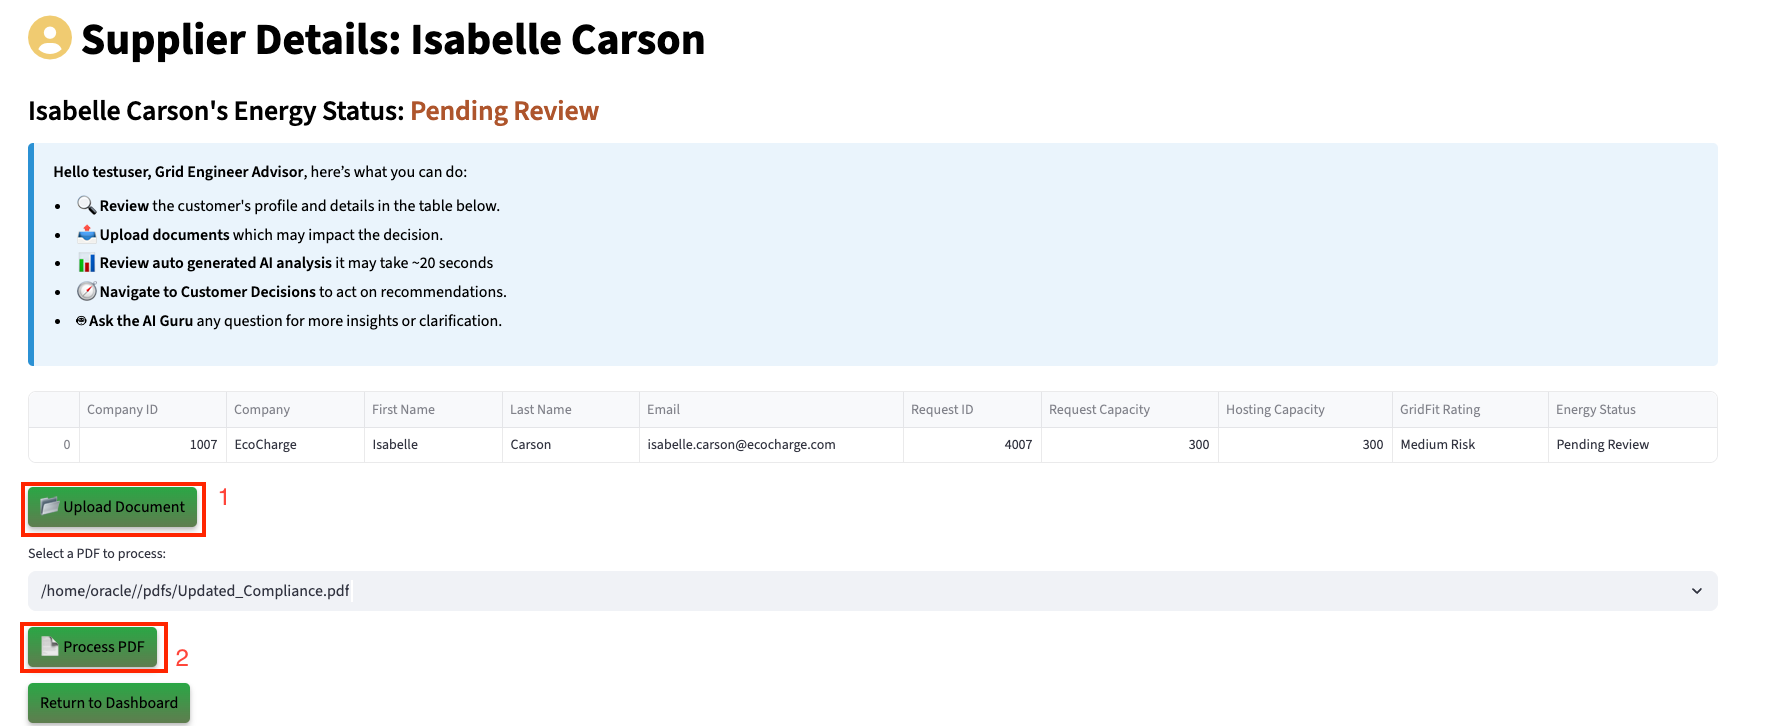 Supplier Details: Isabelle Carson
Isabelle Carson's Energy Status: Pending Review
Hello testuser, Grid Engineer Advisor, here’s what you can do:
Review the customer's profile and details in the table below.
Upload documents which may impact the decision.
Review auto generated AI analysis it may take ~20 seconds
Navigate to Customer Decisions to act on recommendations.
Ask the AI Guru any question for more insights or clarification.
Company ID Company First Name Last Name Email Request ID Request Capacity Hosting Capacity GridFit Rating Energy Status
0 1007 EcoCharge Isabelle Carson isabelle.carson@ecocharge.com 4007 300 300 Medium Risk Pending Review
Upload Document 1
Select a PDF to process:
/home/oracle//pdfs/Updated_Compliance.pdf
Process PDF 2
Return to Dashboard